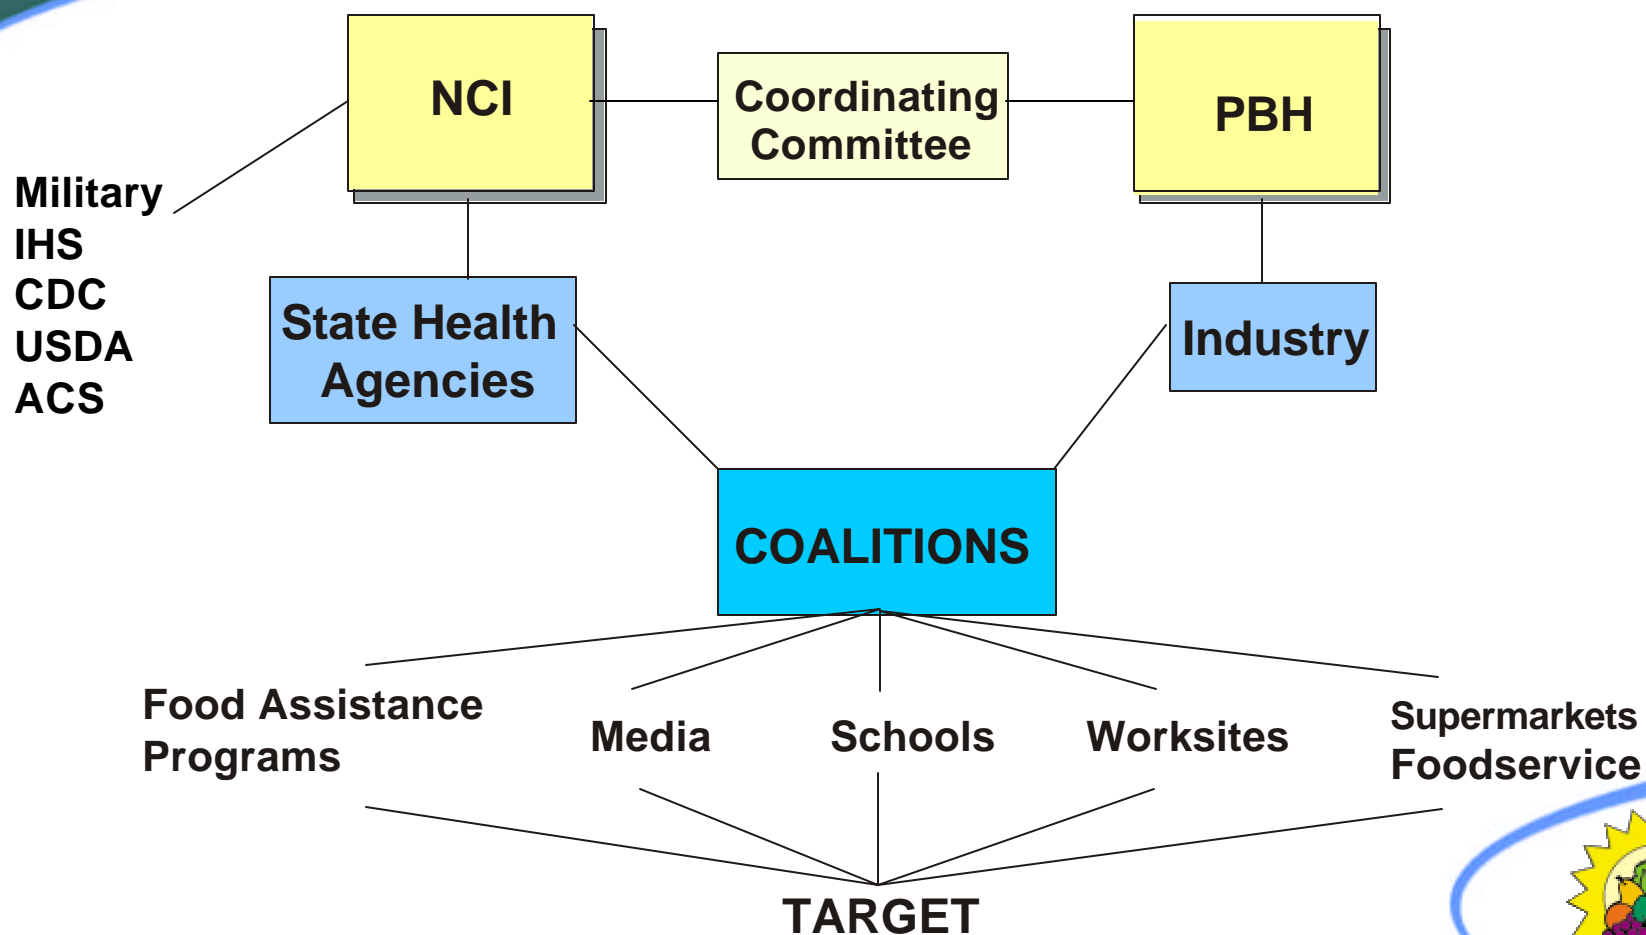 NCI
Coordinating
Committee
PBH
Military
IHS
CDC
USDA
ACS
State Health
Agencies
Industry
COALITIONS
Food Assistance
Programs
Media
Schools
Worksites
Supermarkets
Foodservice
TARGET